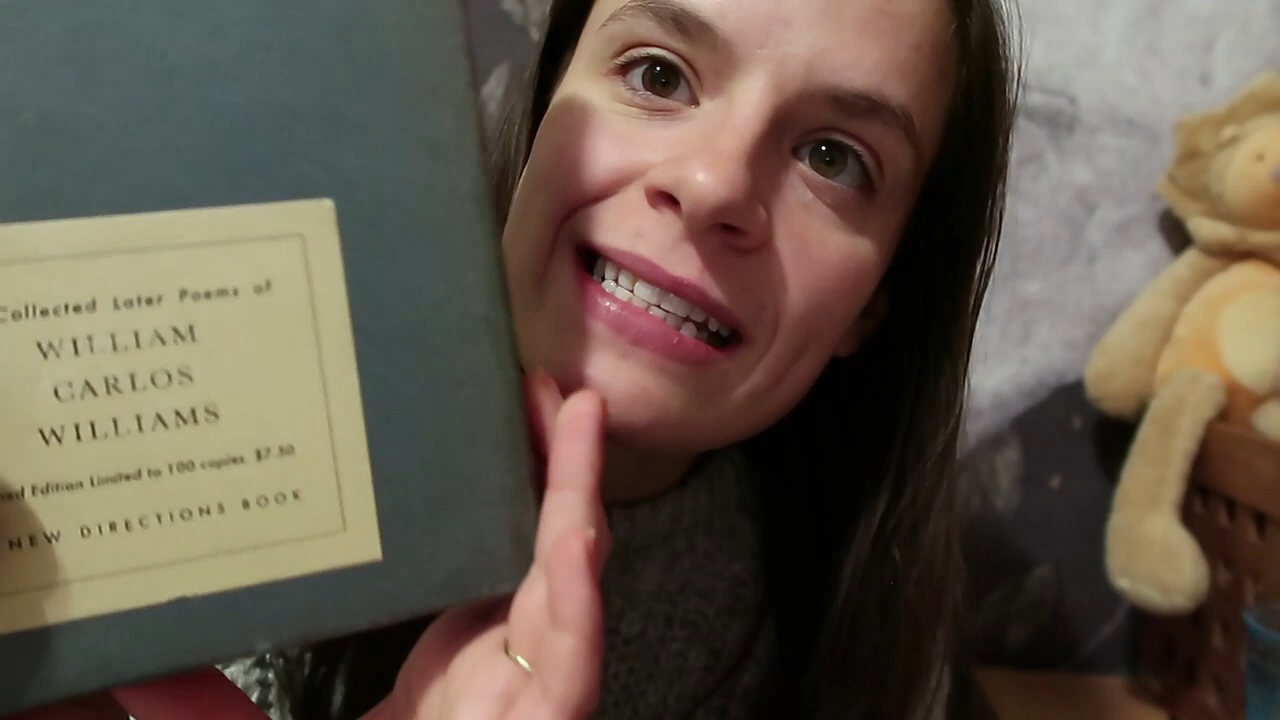 Collected Later Poems of
WILLIAM
CARLOS
WILLIAMS
Edition Limited to 100 copies $7.50
NEW DIRECTIONS BOOK